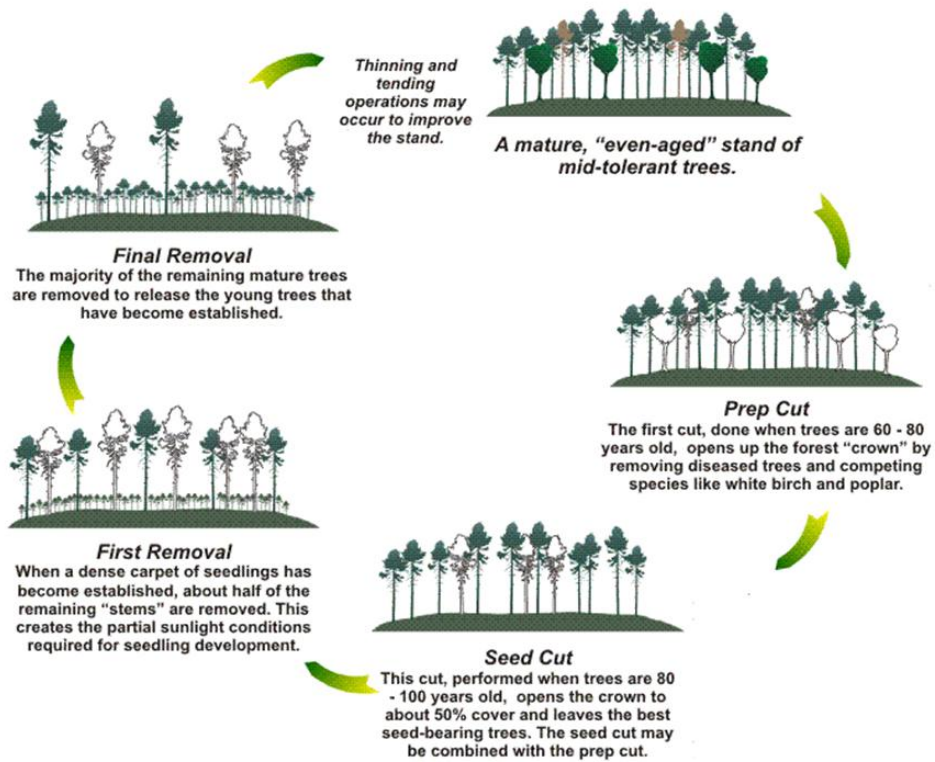 Thinning and
tending
operations may
occur to improve
the stand.
A mature, “even-aged” stand of
mid-tolerant trees.
Prep Cut
The first cut, done when trees are 60 - 80
years old, opens up the forest “crown” by
removing diseased trees and competing
species like white birch and poplar.
Seed Cut
This cut, performed when trees are 80
- 100 years old, opens the crown to
about 50% cover and leaves the best
seed-bearing trees. The seed cut may
be combined with the prep cut.
First Removal
When a dense carpet of seedlings has
become established, about half of the
remaining “stems” are removed. This
creates the partial sunlight conditions
required for seedling development.
Final Removal
The majority of the remaining mature trees
are removed to release the young trees that
have become established.